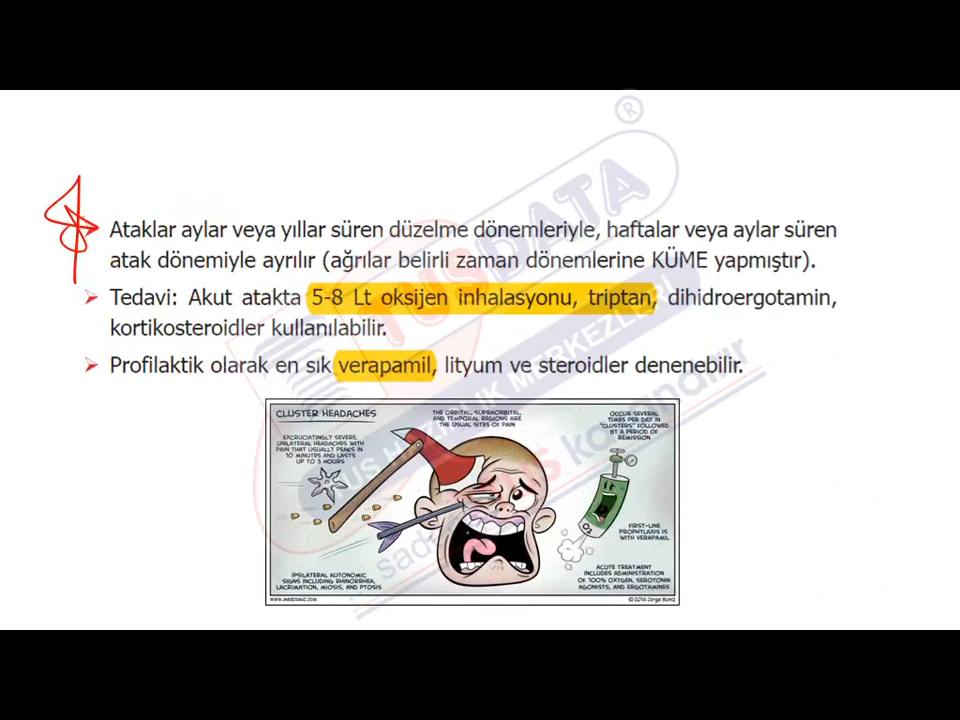 Ataklar aylar veya yıllar süren düzelme dönemleriyle, haftalar veya aylar süren
atak dönemiyle ayrılır (ağrılar belirli zaman dönemlerine KÜME yapmıştır).
Tedavi: Akut atakta 5-8 Lt oksijen inhalasyonu, triptan, dihidroergotamin,
kortikosteroidler kullanılabilir.
Profilaktik olarak en sık verapamil, lityum ve steroidler denenebilir.
CLUSTER HEADACHES
EXCRUCIATINGLY SEVERE,
UNILATERAL HEADACHES WITH
PAIN THAT USUALLY PEAKS IN
10 MINUTES AND LASTS
UP TO 3 HOURS
THE ORBITAL, SUPRAORBITAL,
AND TEMPORAL REGIONS ARE
THE USUAL SITES OF PAIN
OCCUR SEVERAL
TIMES PER DAY IN
"CLUSTERS" FOLLOWED
BY A PERIOD OF
REMISSION
O2
FIRST-LINE
PROPHYLAXIS IS
WITH VERAPAMIL
IPSILATERAL AUTONOMIC
SIGNS INCLUDING RHINORRHEA,
LACRIMATION, MIOSIS, AND PTOSIS
ACUTE TREATMENT
INCLUDES ADMINISTRATION
OF 100% OXYGEN, SEROTONIN
AGONISTS, AND ERGOTAMINES
www.medcomic.com
©2014 Jorge Muniz
TUSDATA
®
TUS HAZIRLIK MERKEZLERİ